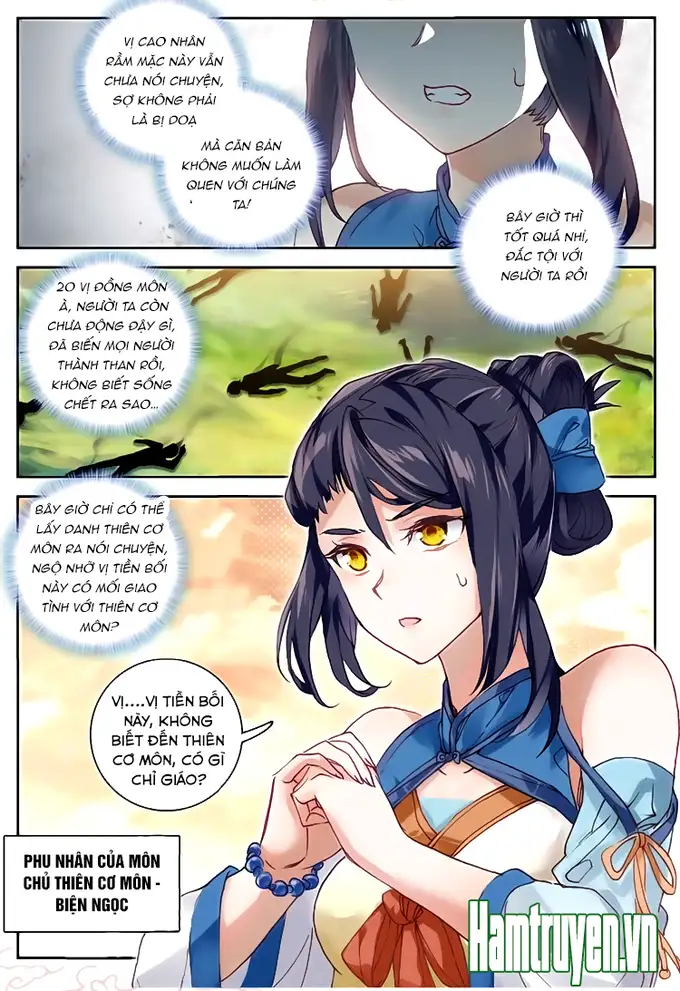 VỊ CAO NHÂN
RẦM MẶC NÀY VẪN
CHƯA NÓI CHUYỆN,
SỢ KHÔNG PHẢI
LÀ BỊ DOẠ
MÀ CĂN BẢN
KHÔNG MUỐN LÀM
QUEN VỚI CHÚNG
TA!
BÂY GIỜ THÌ
TỐT QUÁ NHỈ,
ĐẮC TỘI VỚI
NGƯỜI TA RỒI
20 VỊ ĐỒNG MÔN
À, NGƯỜI TA CÒN
CHƯA ĐỘNG ĐẬY GÌ,
ĐÃ BIẾN MỌI NGƯỜI
THÀNH THAN RỒI,
KHÔNG BIẾT SỐNG
CHẾT RA SAO...
BÂY GIỜ CHỈ CÓ THỂ
LẤY DANH THIÊN CƠ
MÔN RA NÓI CHUYỆN,
NGỘ NHỠ VỊ TIỀN BỐI
NÀY CÓ MỐI GIAO
TÌNH VỚI THIÊN CƠ
MÔN?
VỊ....VỊ TIỀN BỐI
NÀY, KHÔNG
BIẾT ĐẾN THIÊN
CƠ MÔN, CÓ GÌ
CHỈ GIÁO?
PHU NHÂN CỦA MÔN
CHỦ THIÊN CƠ MÔN -
BIỆN NGỌC
Hamtruyen.vn